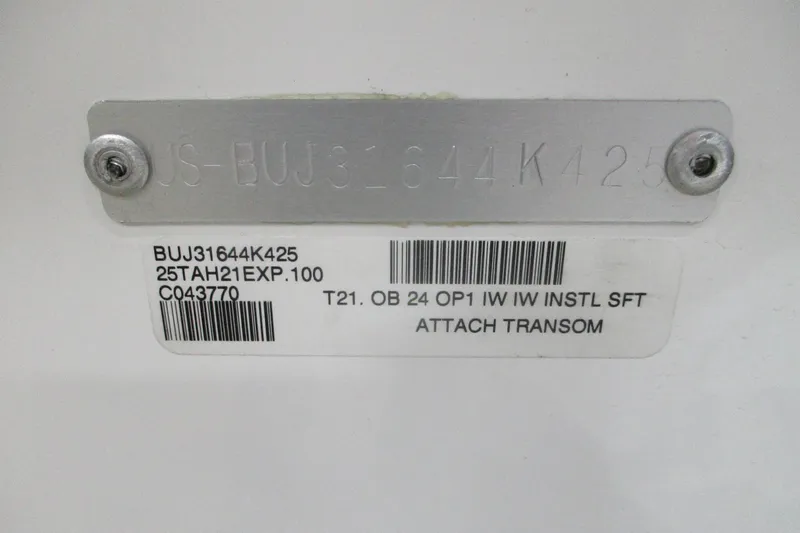 US-BUJ31644K425
BUJ31644K425
25TAH21EXP.100
C043770
T21. OB 24 OP1 IW IW INSTL SFT
ATTACH TRANSOM